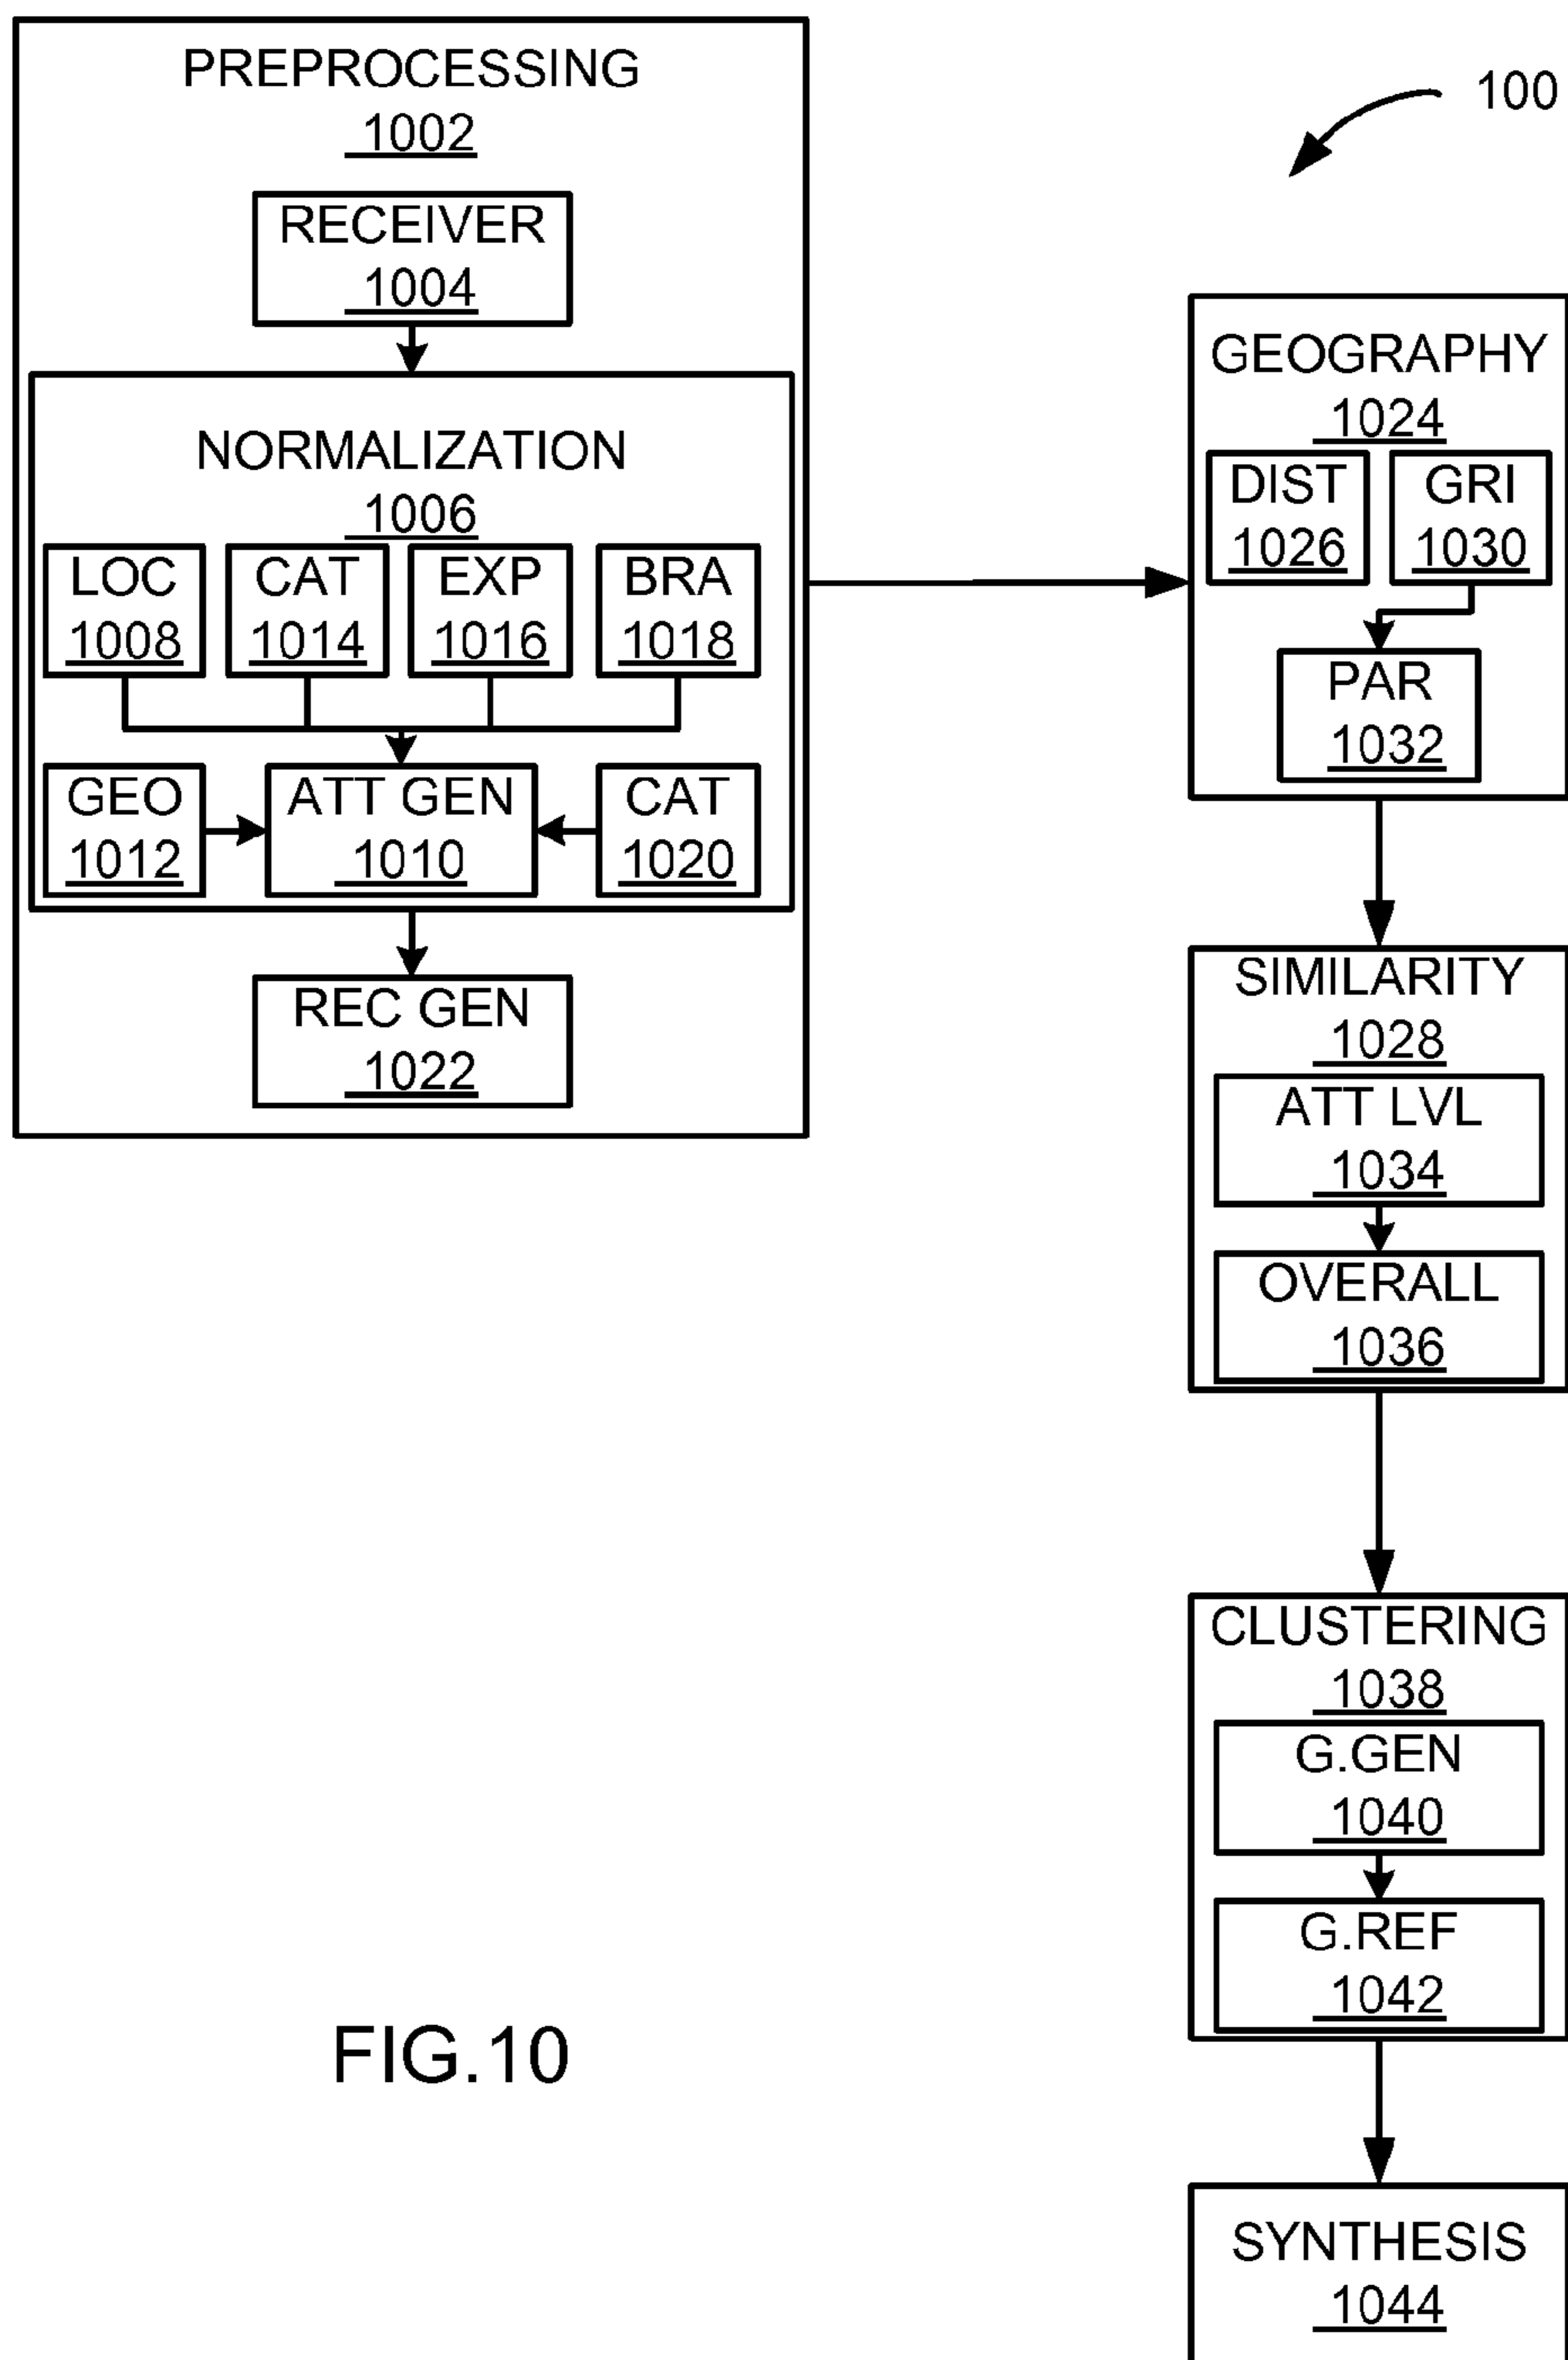 PREPROCESSING
1002
RECEIVER
1004
NORMALIZATION
1006
LOC
1008
CAT
1014
EXP
1016
BRA
1018
GEO
1012
ATT GEN
1010
CAT
1020
REC GEN
1022
100
GEOGRAPHY
1024
DIST
1026
GRI
1030
PAR
1032
SIMILARITY
1028
ATT LVL
1034
OVERALL
1036
CLUSTERING
1038
G.GEN
1040
G.REF
1042
SYNTHESIS
1044
FIG.10